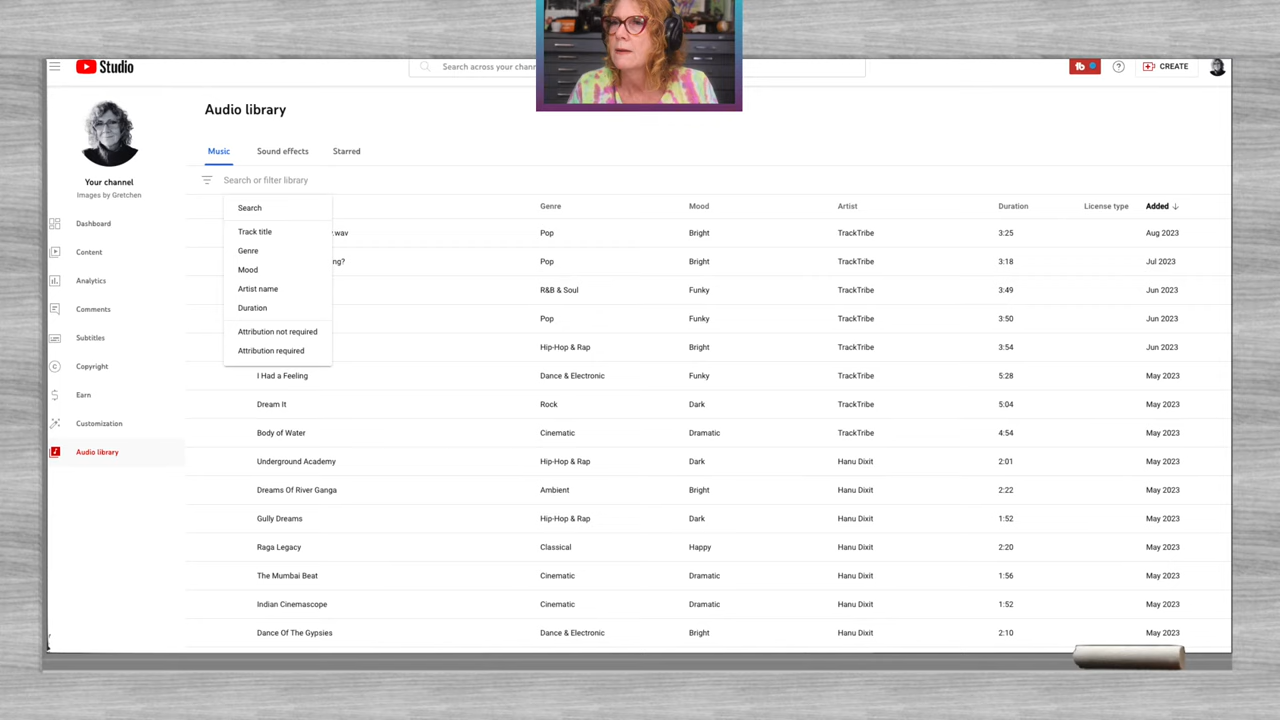 Studio
Search across your chann
tb
CREATE
Audio library
Your channel
Images by Gretchen
Dashboard
Content
Analytics
Comments
Subtitles
Copyright
Earn
Customization
Audio library
Music Sound effects Starred
Search or filter library
Search
Track title
Genre
Mood
Artist name
Duration
Attribution not required
Attribution required
Genre Mood Artist Duration License type Added
.wav Pop Bright TrackTribe 3:25 Aug 2023
ng? Pop Bright TrackTribe 3:18 Jul 2023
R&B & Soul Funky TrackTribe 3:49 Jun 2023
Pop Funky TrackTribe 3:50 Jun 2023
Hip-Hop & Rap Bright TrackTribe 3:54 Jun 2023
I Had a Feeling Dance & Electronic Funky TrackTribe 5:28 May 2023
Dream It Rock Dark TrackTribe 5:04 May 2023
Body of Water Cinematic Dramatic TrackTribe 4:54 May 2023
Underground Academy Hip-Hop & Rap Dark Hanu Dixit 2:01 May 2023
Dreams Of River Ganga Ambient Bright Hanu Dixit 2:22 May 2023
Gully Dreams Hip-Hop & Rap Dark Hanu Dixit 1:52 May 2023
Raga Legacy Classical Happy Hanu Dixit 2:20 May 2023
The Mumbai Beat Cinematic Dramatic Hanu Dixit 1:56 May 2023
Indian Cinemascope Cinematic Dramatic Hanu Dixit 1:52 May 2023
Dance Of The Gypsies Dance & Electronic Bright Hanu Dixit 2:10 May 2023